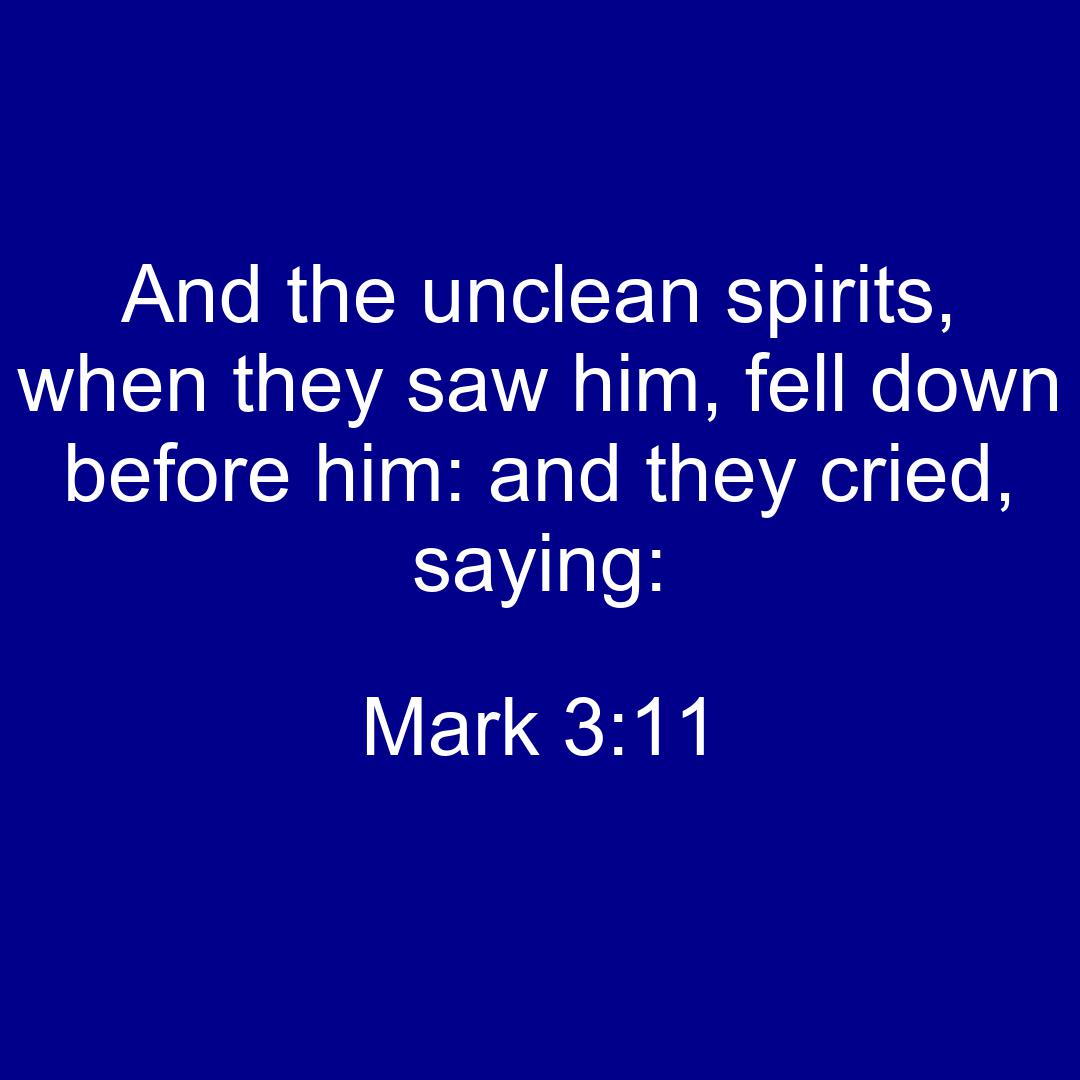 And the unclean spirits,
when they saw him, fell down
before him: and they cried,
saying:
Mark 3:11